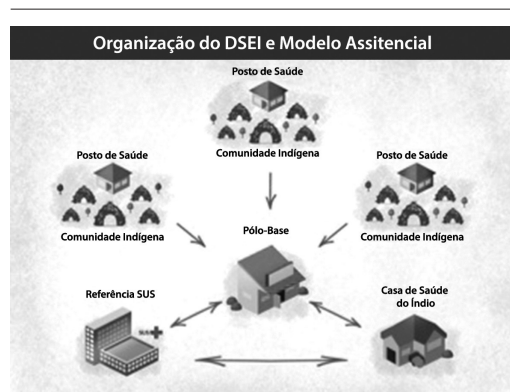 Organização do DSEI e Modelo Assitencial
Posto de Saúde
Comunidade Indígena
Posto de Saúde
Comunidade Indígena
Posto de Saúde
Comunidade Indígena
Pólo-Base
Referência SUS
SUS
Casa de Saúde
do Índio